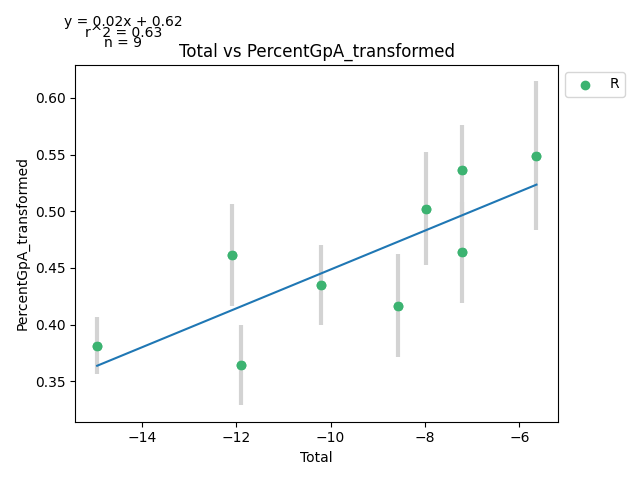 y = 0.02x + 0.62
r^2 = 0.63
n = 9
Total vs PercentGpA_transformed
R
0.60
0.55
0.50
0.45
0.40
0.35
PercentGpA_transformed
−14
−12
−10
−8
−6
Total